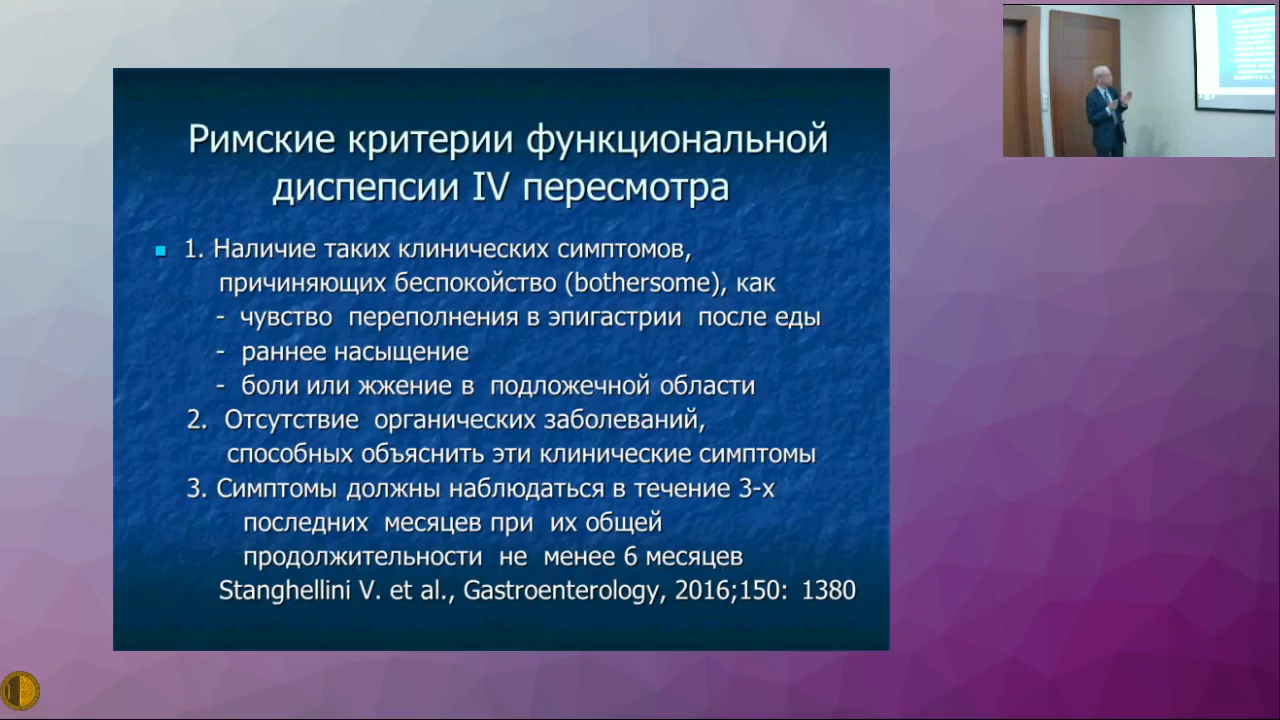 Римские критерии функциональной
диспепсии IV пересмотра
1. Наличие таких клинических симптомов,
причиняющих беспокойство (bothersome), как
- чувство переполнения в эпигастрии после еды
- раннее насыщение
- боли или жжение в подложечной области
2. Отсутствие органических заболеваний,
способных объяснить эти клинические симптомы
3. Симптомы должны наблюдаться в течение 3-х
последних месяцев при их общей
продолжительности не менее 6 месяцев
Stanghellini V. et al., Gastroenterology, 2016;150: 1380